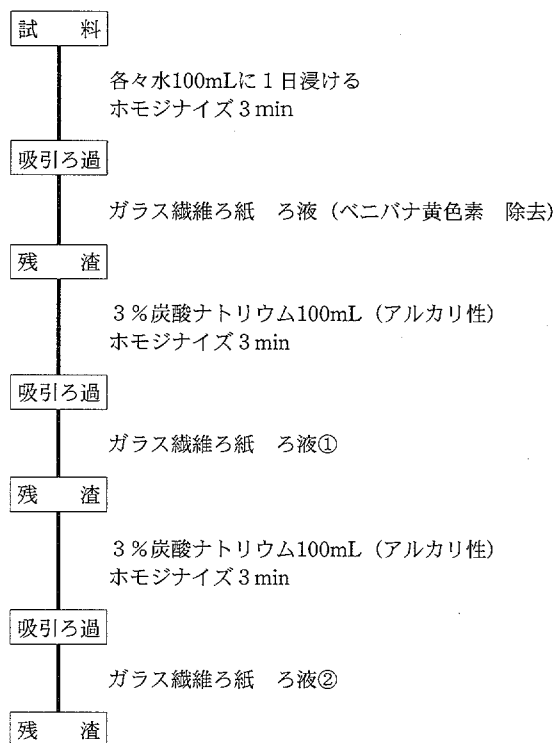 試　料
各々水100mLに１日浸ける
ホモジナイズ３min
吸引ろ過
ガラス繊維ろ紙　ろ液（ベニバナ黄色素　除去）
残　渣
３％炭酸ナトリウム100mL（アルカリ性）
ホモジナイズ３min
吸引ろ過
ガラス繊維ろ紙　ろ液①
残　渣
３％炭酸ナトリウム100mL（アルカリ性）
ホモジナイズ３min
吸引ろ過
ガラス繊維ろ紙　ろ液②
残　渣